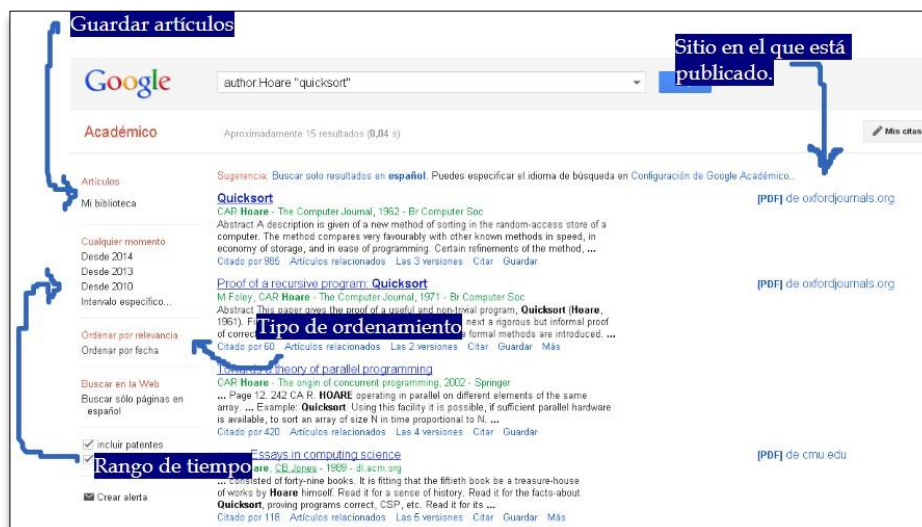 Guardar artículos
Sitio en el que está
publicado.
Google
author:Hoare "quicksort"
Académico
Aproximadamente 15 resultados (0,04 s)
Mis citas
Artículos
Mi biblioteca
Cualquier momento
Desde 2014
Desde 2013
Desde 2010
Intervalo específico...
Ordenar por relevancia
Ordenar por fecha
Buscar en la Web
Buscar sólo páginas en
español
incluir patentes
Rango de tiempo
Crear alerta
Sugerencia: Buscar solo resultados en español. Puedes especificar el idioma de búsqueda en Configuración de Google Académico..
Quicksort
[PDF] de oxfordjournals.org
CAR Hoare - The Computer Journal, 1962 - Br Computer Soc
Abstract A description is given of a new method of sorting in the random-access store of a
computer. The method compares very favourably with other known methods in speed, in
economy of storage, and in ease of programming. Certain refinements of the method, ...
Citado por 985 Artículos relacionados Las 3 versiones Citar Guardar
Proof of a recursive program: Quicksort
[PDF] de oxfordjournals.org
M Foley, CAR Hoare - The Computer Journal, 1971 - Br Computer Soc
Abstract This paper gives the proof of a useful and non-trivial program, Quicksort (Hoare,
1961). next a rigorous but informal proof
of formal methods are introduced. ...
Tipo de ordenamiento
Citado por 60 Artículos relacionados Las 2 versiones Citar Guardar Más
Towards a theory of parallel programming
CAR Hoare - The origin of concurrent programming, 2002 - Springer
... Page 12. 242 CA R. HOARE operating in parallel on different elements of the same
array. ... Example: Quicksort. Using this facility it is possible, if sufficient parallel hardware
is available, to sort an array of size N in time proportional to N. ...
Citado por 420 Artículos relacionados Las 4 versiones Citar Guardar
Essays in computing science
[PDF] de cmu.edu
CB Jones - 1989 - dl.acm.org
... consisted of forty-nine books. It is fitting that the fiftieth book be a treasure-house
of works by Hoare himself. Read it for a sense of history. Read it for the facts-about
Quicksort, proving programs correct, CSP, etc. Read it for its ...
Citado por 118 Artículos relacionados Las 5 versiones Citar Guardar